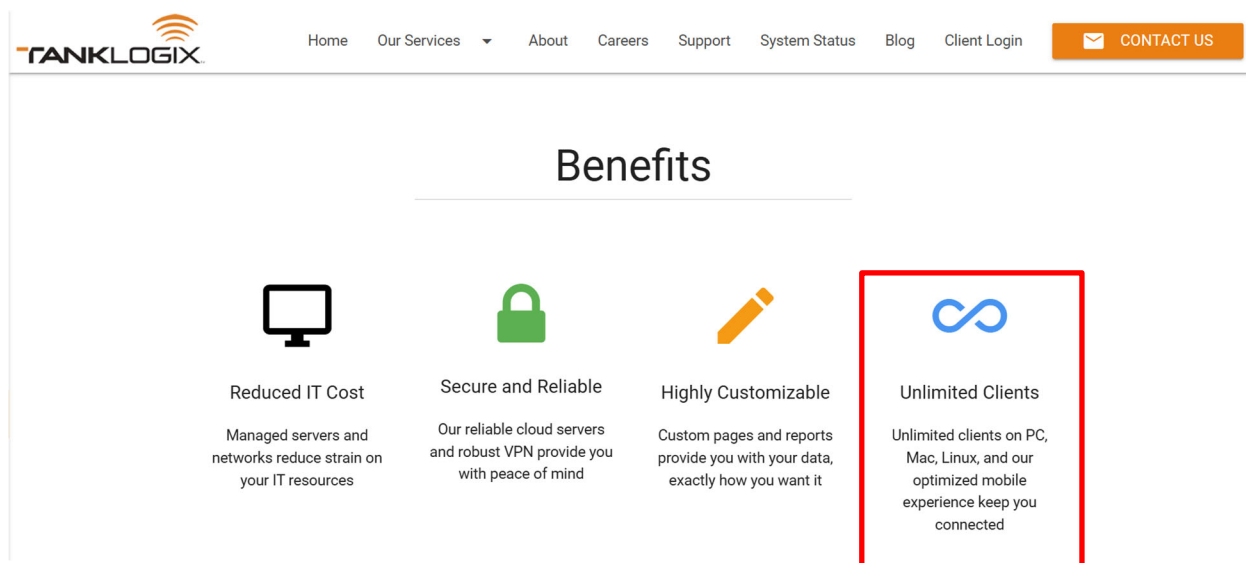 TANKLOGIX
Home Our Services About Careers Support System Status Blog Client Login CONTACT US
Benefits
Reduced IT Cost
Managed servers and
networks reduce strain on
your IT resources
Secure and Reliable
Our reliable cloud servers
and robust VPN provide you
with peace of mind
Highly Customizable
Custom pages and reports
provide you with your data,
exactly how you want it
Unlimited Clients
Unlimited clients on PC,
Mac, Linux, and our
optimized mobile
experience keep you
connected